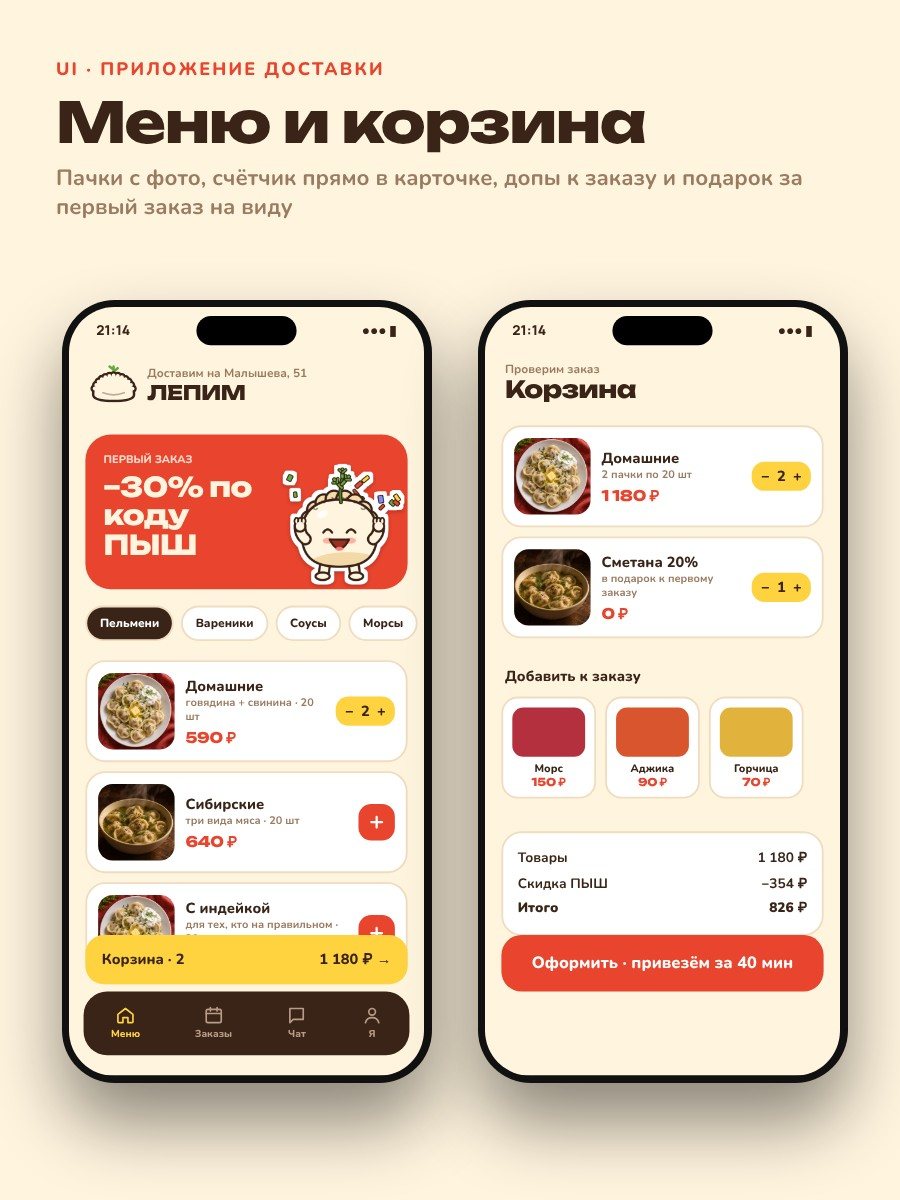 UI · ПРИЛОЖЕНИЕ ДОСТАВКИ
Меню и корзина
Пачки с фото, счётчик прямо в карточке, допы к заказу и подарок за
первый заказ на виду
21:14
Доставим на Малышева, 51
ЛЕПИМ
ПЕРВЫЙ ЗАКАЗ
−30% по
коду
ПЫШ
Пельмени
Вареники
Соусы
Морсы
Домашние
говядина + свинина · 20
шт
590 ₽
− 2 +
Сибирские
три вида мяса · 20 шт
640 ₽
+
С индейкой
для тех, кто на правильном ·
+
Корзина · 2
1 180 ₽ →
Меню
Заказы
Чат
Я
21:14
Проверим заказ
Корзина
Домашние
2 пачки по 20 шт
1 180 ₽
− 2 +
Сметана 20%
в подарок к первому
заказу
0 ₽
− 1 +
Добавить к заказу
Морс
150 ₽
Аджика
90 ₽
Горчица
70 ₽
Товары 1 180 ₽
Скидка ПЫШ −354 ₽
Итого 826 ₽
Оформить · привезём за 40 мин